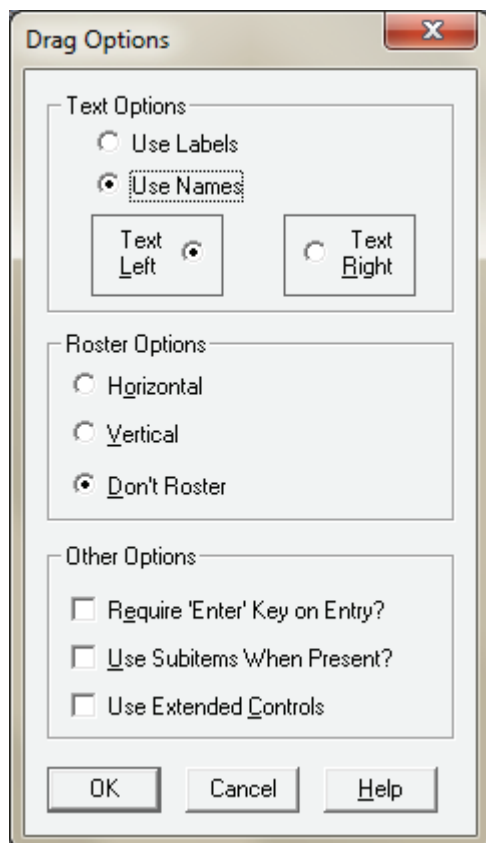 Drag Options
Text Options
Use Labels
Use Names
Text
Left
Text
Right
Roster Options
Horizontal
Vertical
Don't Roster
Other Options
Require 'Enter' Key on Entry?
Use Subitems When Present?
Use Extended Controls
OK
Cancel
Help